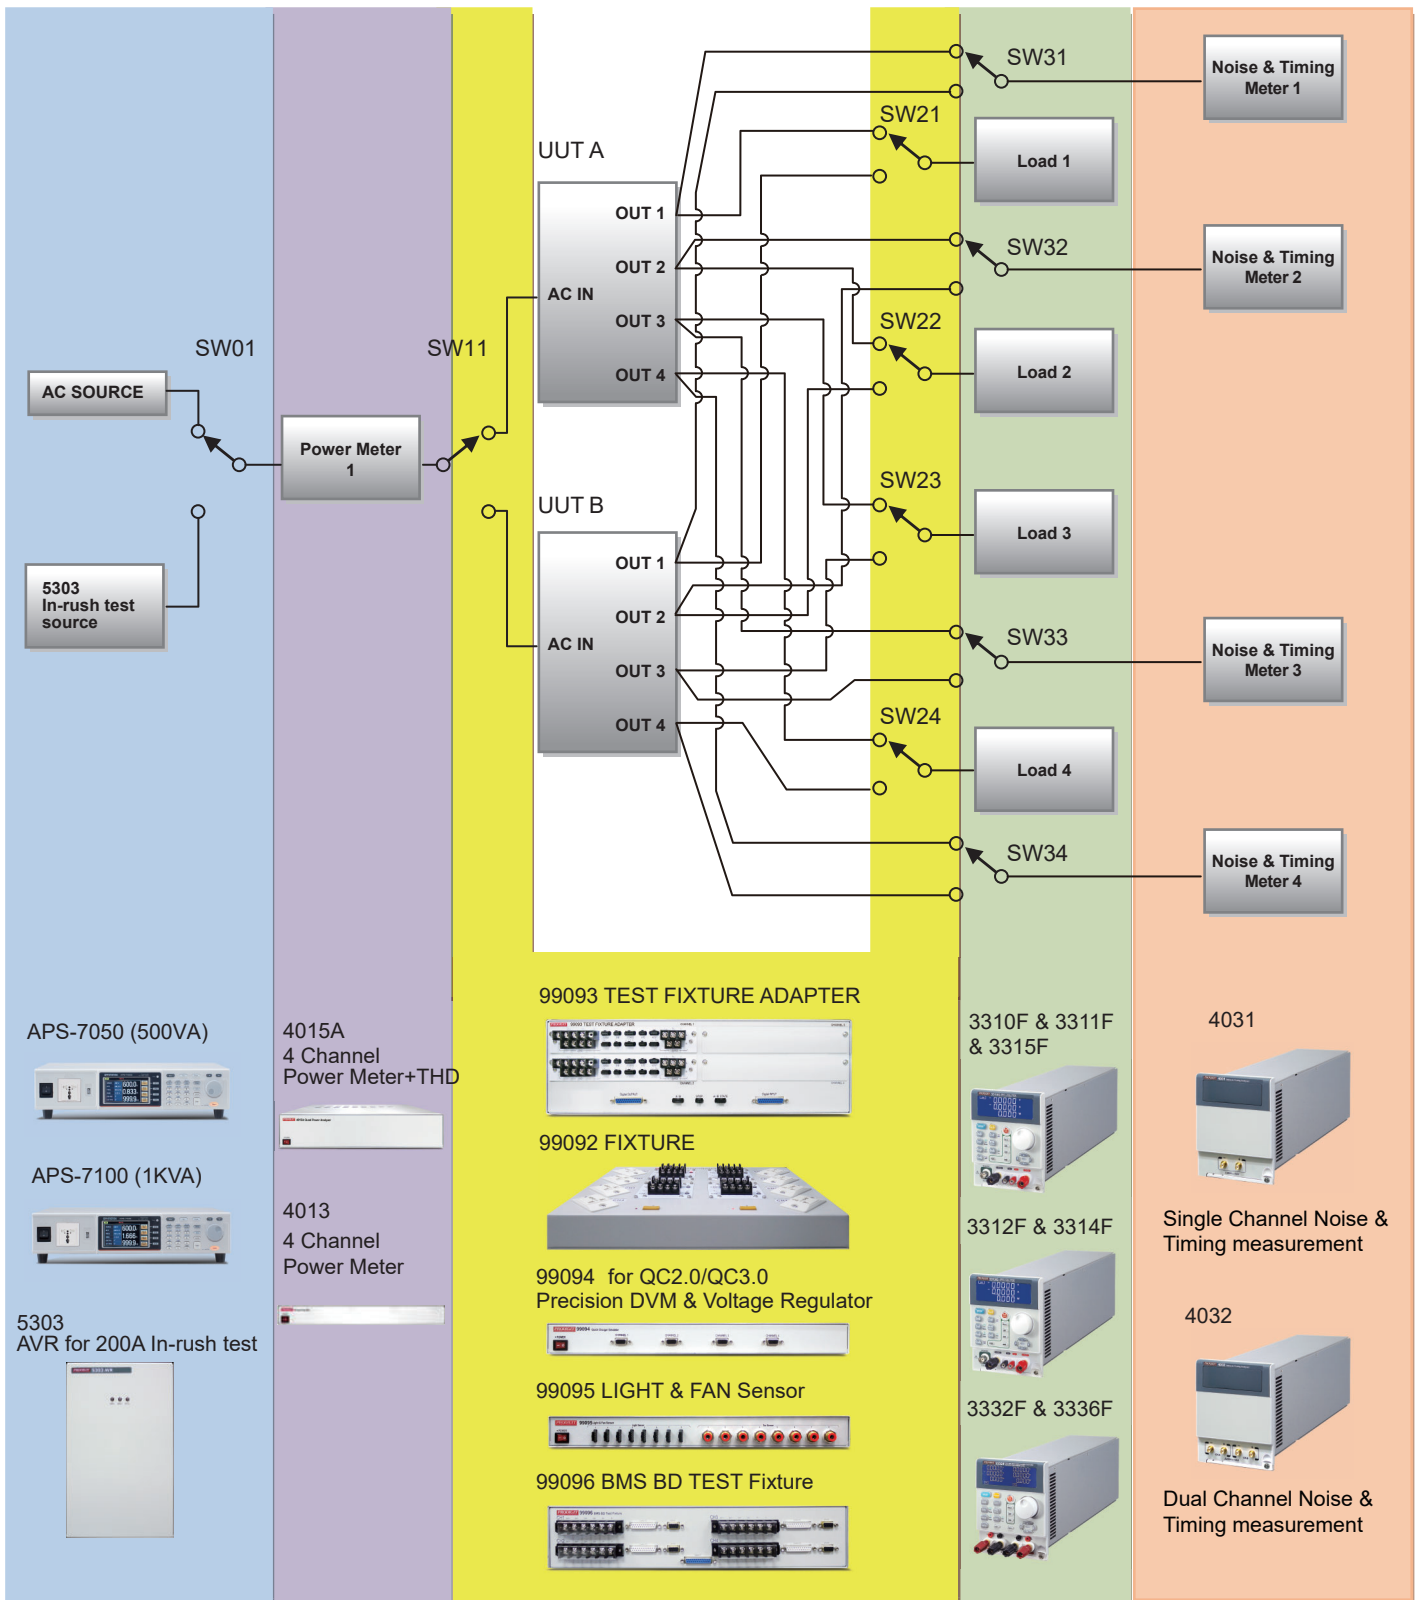 SW31
Noise & Timing
Meter 1
SW21
Load 1
UUT A
OUT 1
OUT 2
AC IN
OUT 3
OUT 4
SW32
Noise & Timing
Meter 2
SW22
Load 2
SW01
SW11
AC SOURCE
Power Meter
1
SW23
Load 3
5303
In-rush test
source
UUT B
OUT 1
OUT 2
AC IN
OUT 3
OUT 4
SW33
Noise & Timing
Meter 3
SW24
Load 4
SW34
Noise & Timing
Meter 4
APS-7050 (500VA)
APS-7100 (1KVA)
5303
AVR for 200A In-rush test
4015A
4 Channel
Power Meter+THD
4013
4 Channel
Power Meter
99093 TEST FIXTURE ADAPTER
99092 FIXTURE
99094 for QC2.0/QC3.0
Precision DVM & Voltage Regulator
99095 LIGHT & FAN Sensor
99096 BMS BD TEST Fixture
3310F & 3311F
& 3315F
3312F & 3314F
3332F & 3336F
4031
Single Channel Noise &
Timing measurement
4032
Dual Channel Noise &
Timing measurement